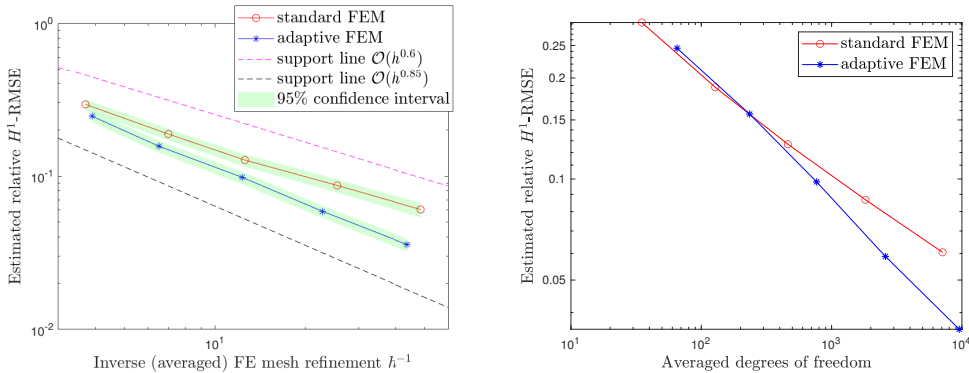 standard FEM
adaptive FEM
support line O(h^0.6)
support line O(h^0.85)
95% confidence interval
10^0
10^-1
10^-2
10^1
Estimated relative H^1-RMSE
Inverse (averaged) FE mesh refinement h^-1
standard FEM
adaptive FEM
0.25
0.2
0.15
0.1
0.05
10^1
10^2
10^3
10^4
Estimated relative H^1-RMSE
Averaged degrees of freedom